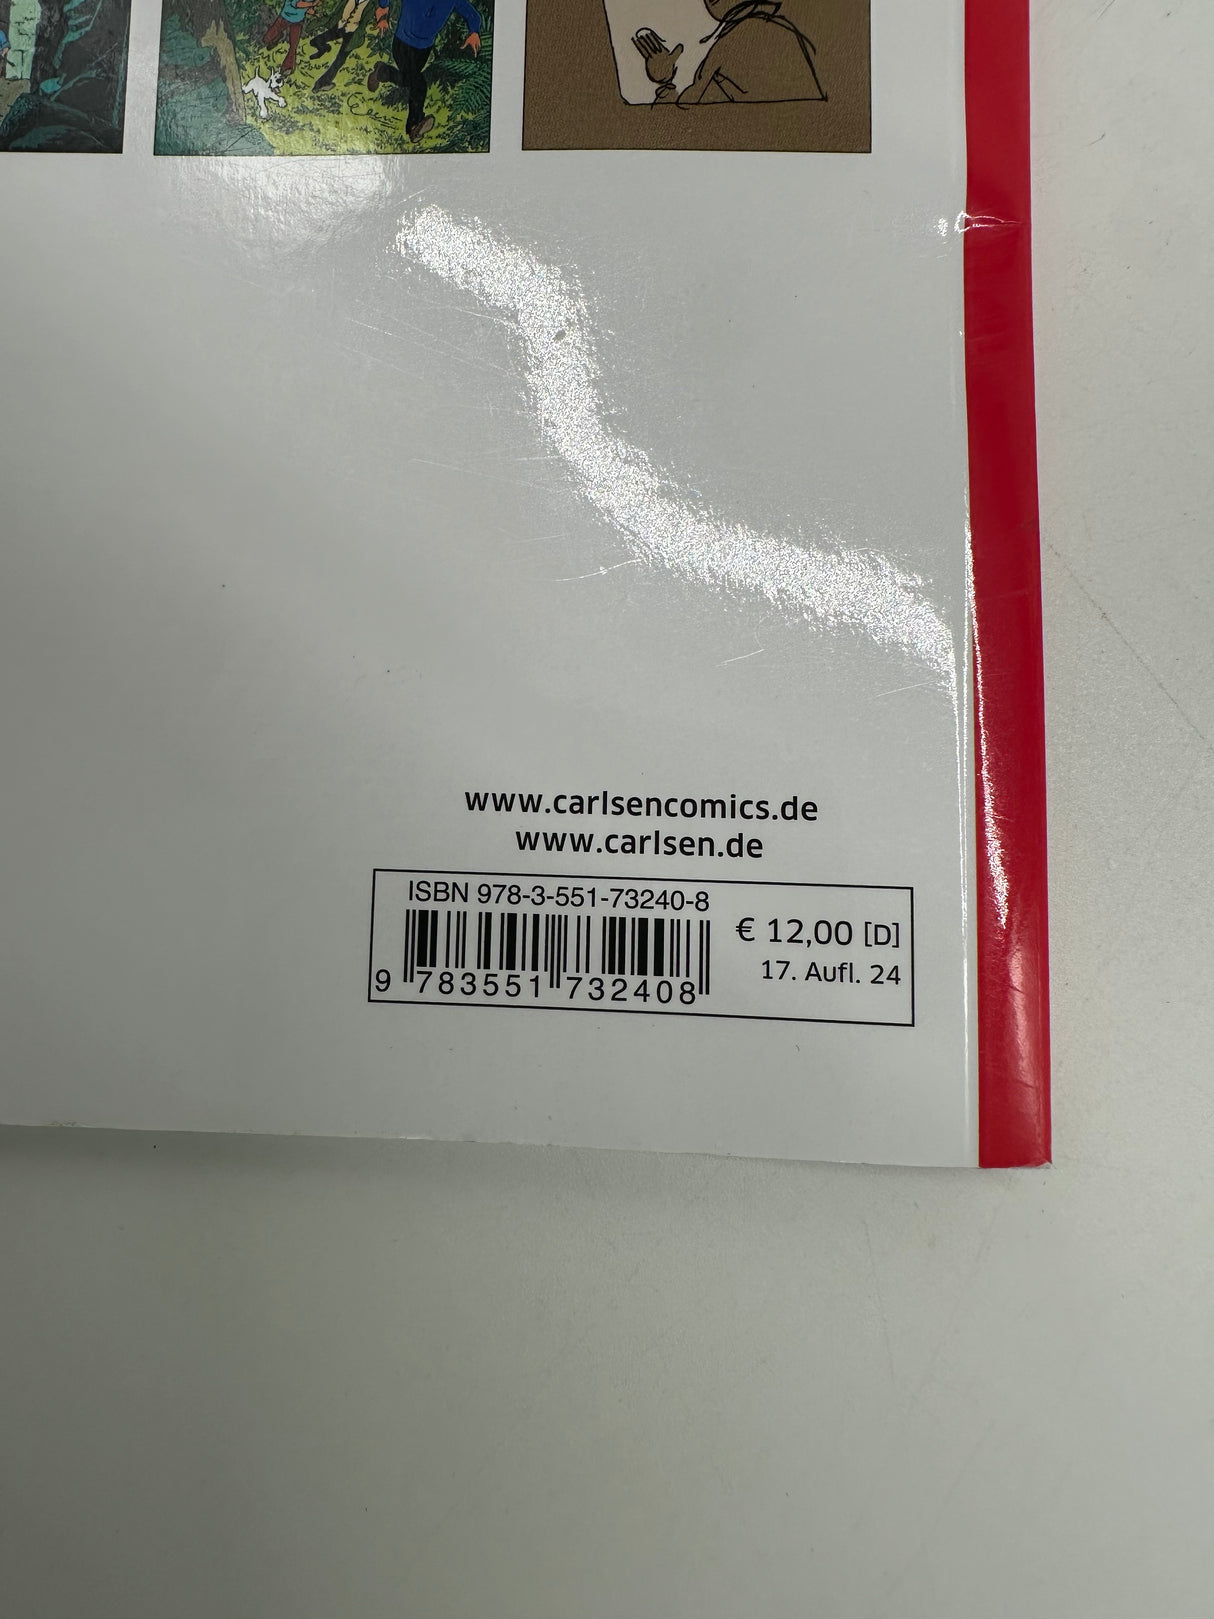 www.carlsencomics.de
www.carlsen.de
ISBN 978-3-551-73240-8
€ 12,00 [D]
17. Aufl. 24
9 783551 732408